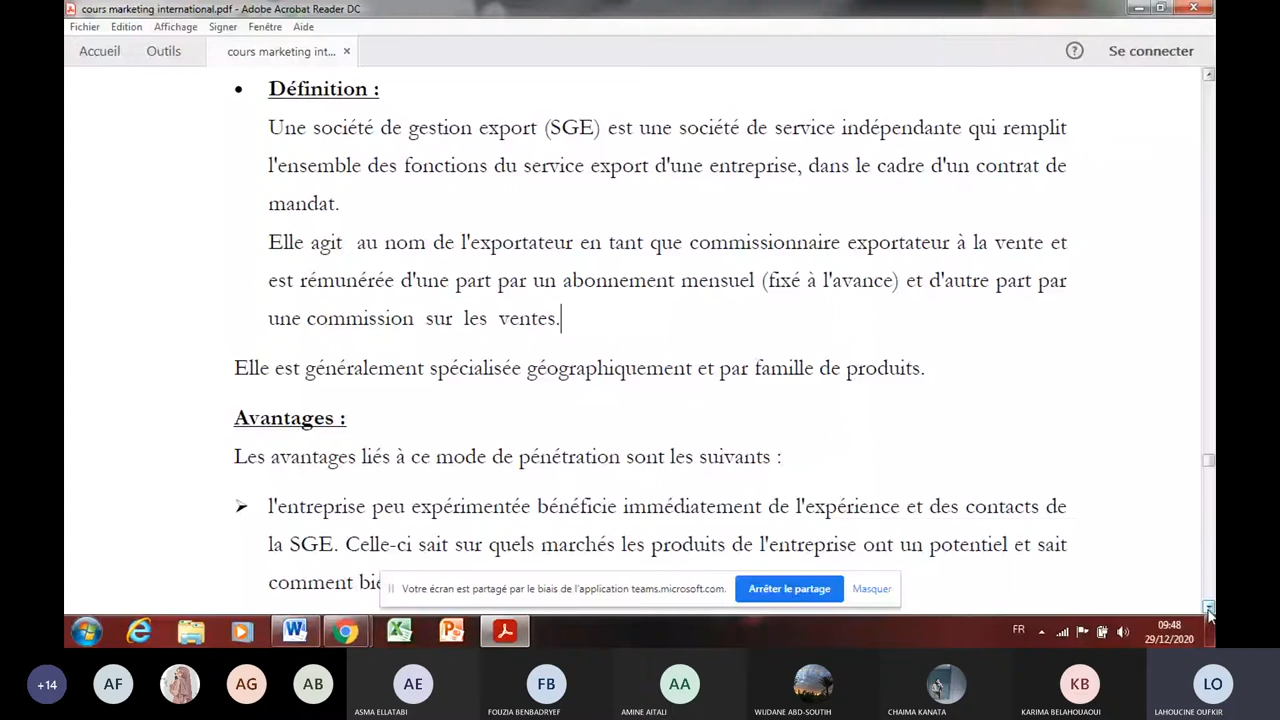 cours marketing international.pdf - Adobe Acrobat Reader DC
Fichier Edition Affichage Signer Fenêtre Aide
Accueil Outils cours marketing int... × ? Se connecter
• Définition :
Une société de gestion export (SGE) est une société de service indépendante qui remplit
l'ensemble des fonctions du service export d'une entreprise, dans le cadre d'un contrat de
mandat.
Elle agit au nom de l'exportateur en tant que commissionnaire exportateur à la vente et
est rémunérée d'une part par un abonnement mensuel (fixé à l'avance) et d'autre part par
une commission sur les ventes.
Elle est généralement spécialisée géographiquement et par famille de produits.
Avantages :
Les avantages liés à ce mode de pénétration sont les suivants :
➢ l'entreprise peu expérimentée bénéficie immédiatement de l'expérience et des contacts de
la SGE. Celle-ci sait sur quels marchés les produits de l'entreprise ont un potentiel et sait
comment
Votre écran est partagé par le biais de l'application teams.microsoft.com. Arrêter le partage Masquer
FR 09:48
29/12/2020
+14 AF AG AB AE FB AA KB LO
ASMA ELLATABI FOUZIA BENBADRYEF AMINE AITALI WIJDANE ABD-SOUTIH CHAIMA KANATA KARIMA BELAHOUAOUI LAHOUCINE OUFKIR